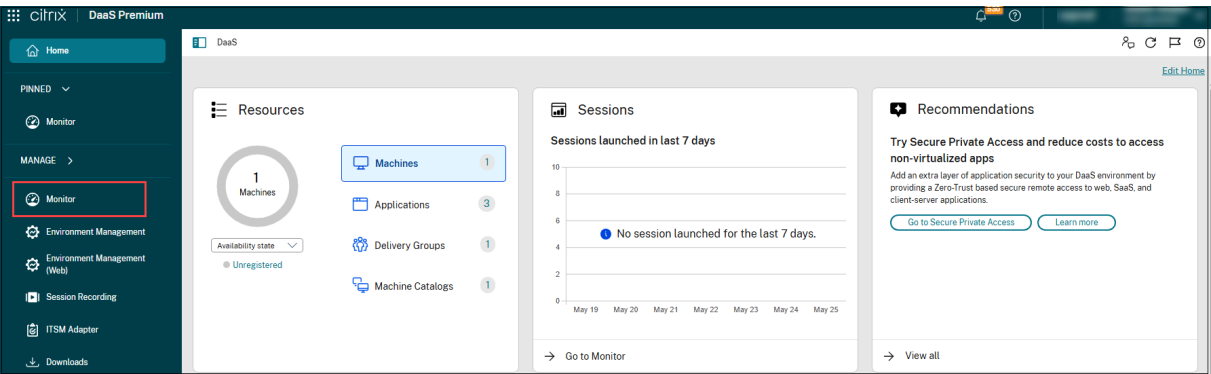 citrix DaaS Premium
Home
PINNED
Monitor
MANAGE
Monitor
Environment Management
Environment Management
(Web)
Session Recording
ITSM Adapter
Downloads
DaaS
Edit Home
Resources
1
Machines
Availability state
Unregistered
Machines 1
Applications 3
Delivery Groups 1
Machine Catalogs 1
Sessions
Sessions launched in last 7 days
10
8
6
4
2
0
No session launched for the last 7 days.
May 19 May 20 May 21 May 22 May 23 May 24 May 25
Go to Monitor
Recommendations
Try Secure Private Access and reduce costs to access
non-virtualized apps
Add an extra layer of application security to your DaaS environment by
providing a Zero-Trust based secure remote access to web, SaaS, and
client-server applications.
Go to Secure Private Access Learn more
View all